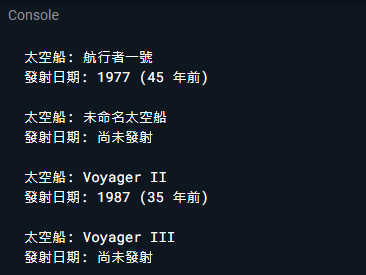 Console
太空船: 航行者一號
發射日期: 1977 (45 年前)
太空船: 未命名太空船
發射日期: 尚未發射
太空船: Voyager II
發射日期: 1987 (35 年前)
太空船: Voyager III
發射日期: 尚未發射